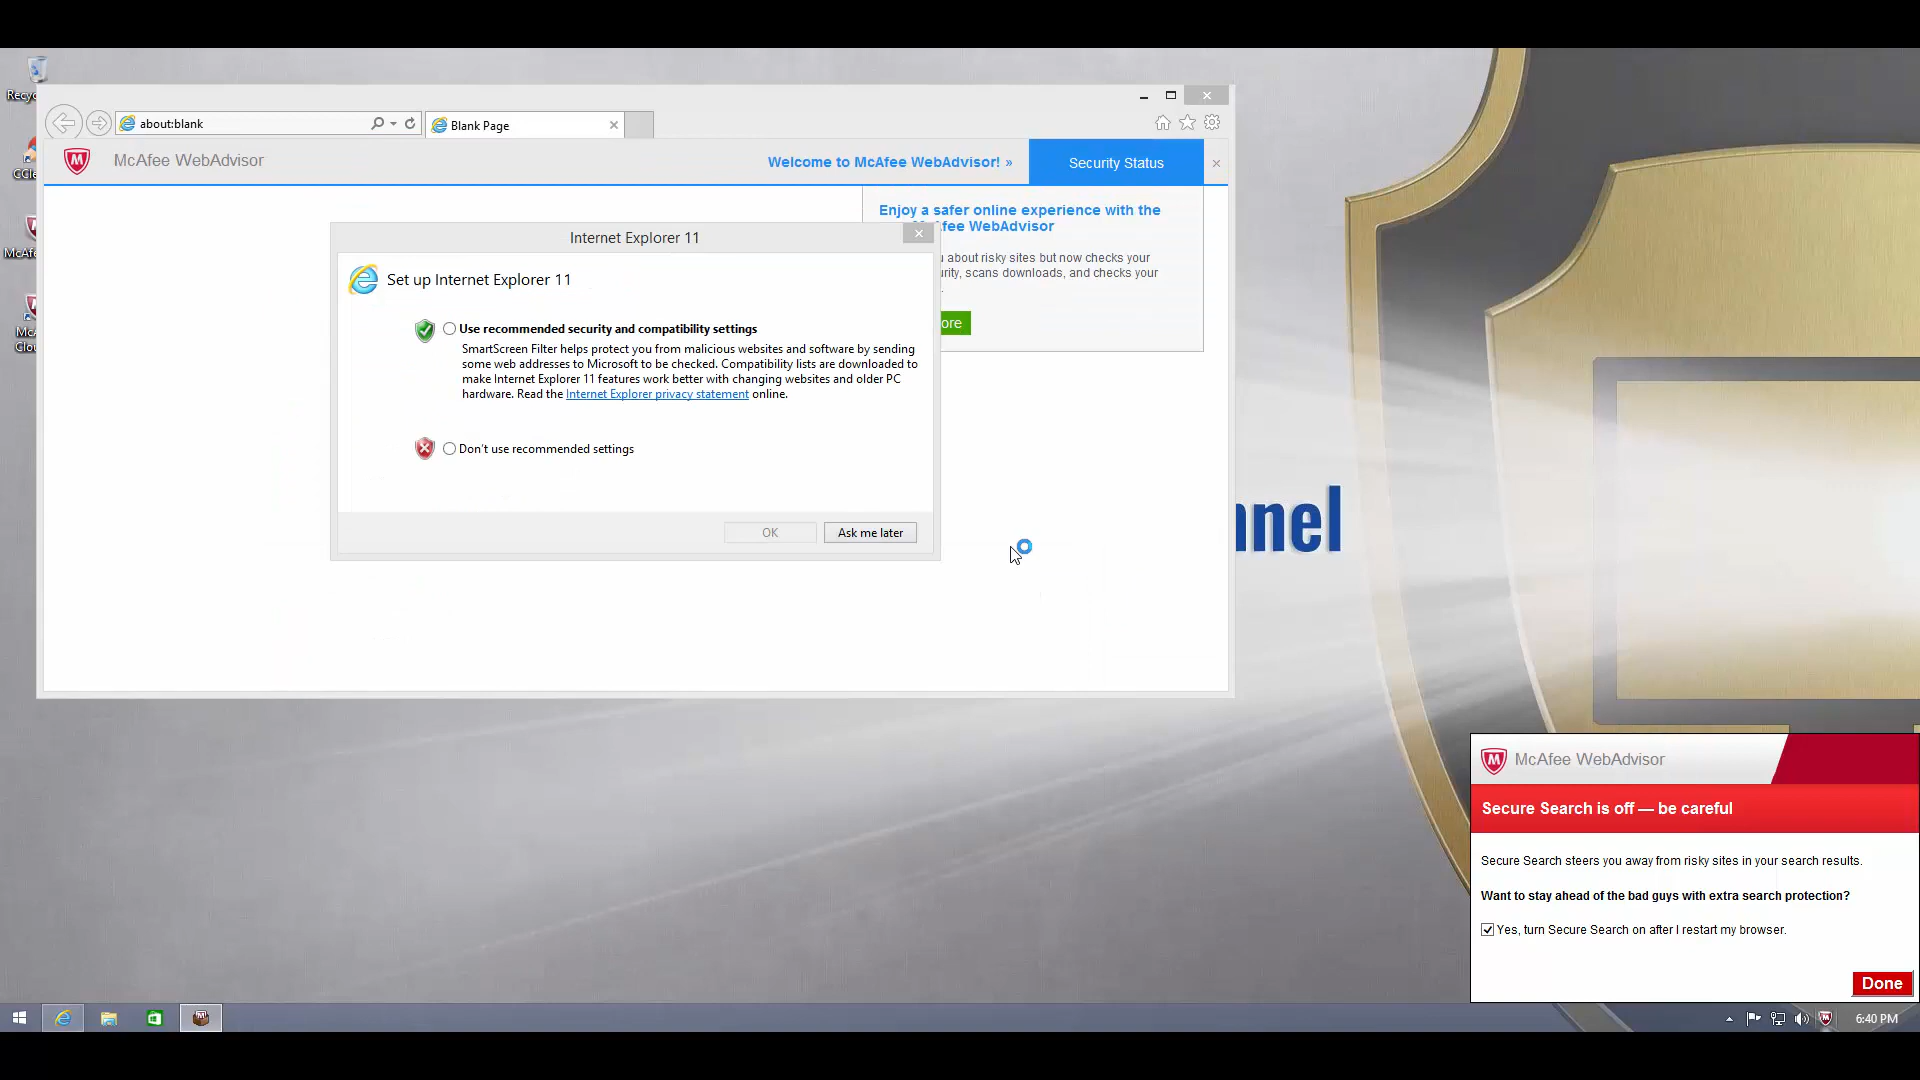 Recyc
CCle
McAfe
McA
Clou
about:blank
Blank Page
McAfee WebAdvisor
Welcome to McAfee WebAdvisor! »
Security Status
Enjoy a safer online experience with the
fee WebAdvisor
u about risky sites but now checks your
urity, scans downloads, and checks your
ore
Internet Explorer 11
Set up Internet Explorer 11
Use recommended security and compatibility settings
SmartScreen Filter helps protect you from malicious websites and software by sending
some web addresses to Microsoft to be checked. Compatibility lists are downloaded to
make Internet Explorer 11 features work better with changing websites and older PC
hardware. Read the Internet Explorer privacy statement online.
Don't use recommended settings
OK
Ask me later
nnel
McAfee WebAdvisor
Secure Search is off — be careful
Secure Search steers you away from risky sites in your search results.
Want to stay ahead of the bad guys with extra search protection?
Yes, turn Secure Search on after I restart my browser.
Done
6:40 PM